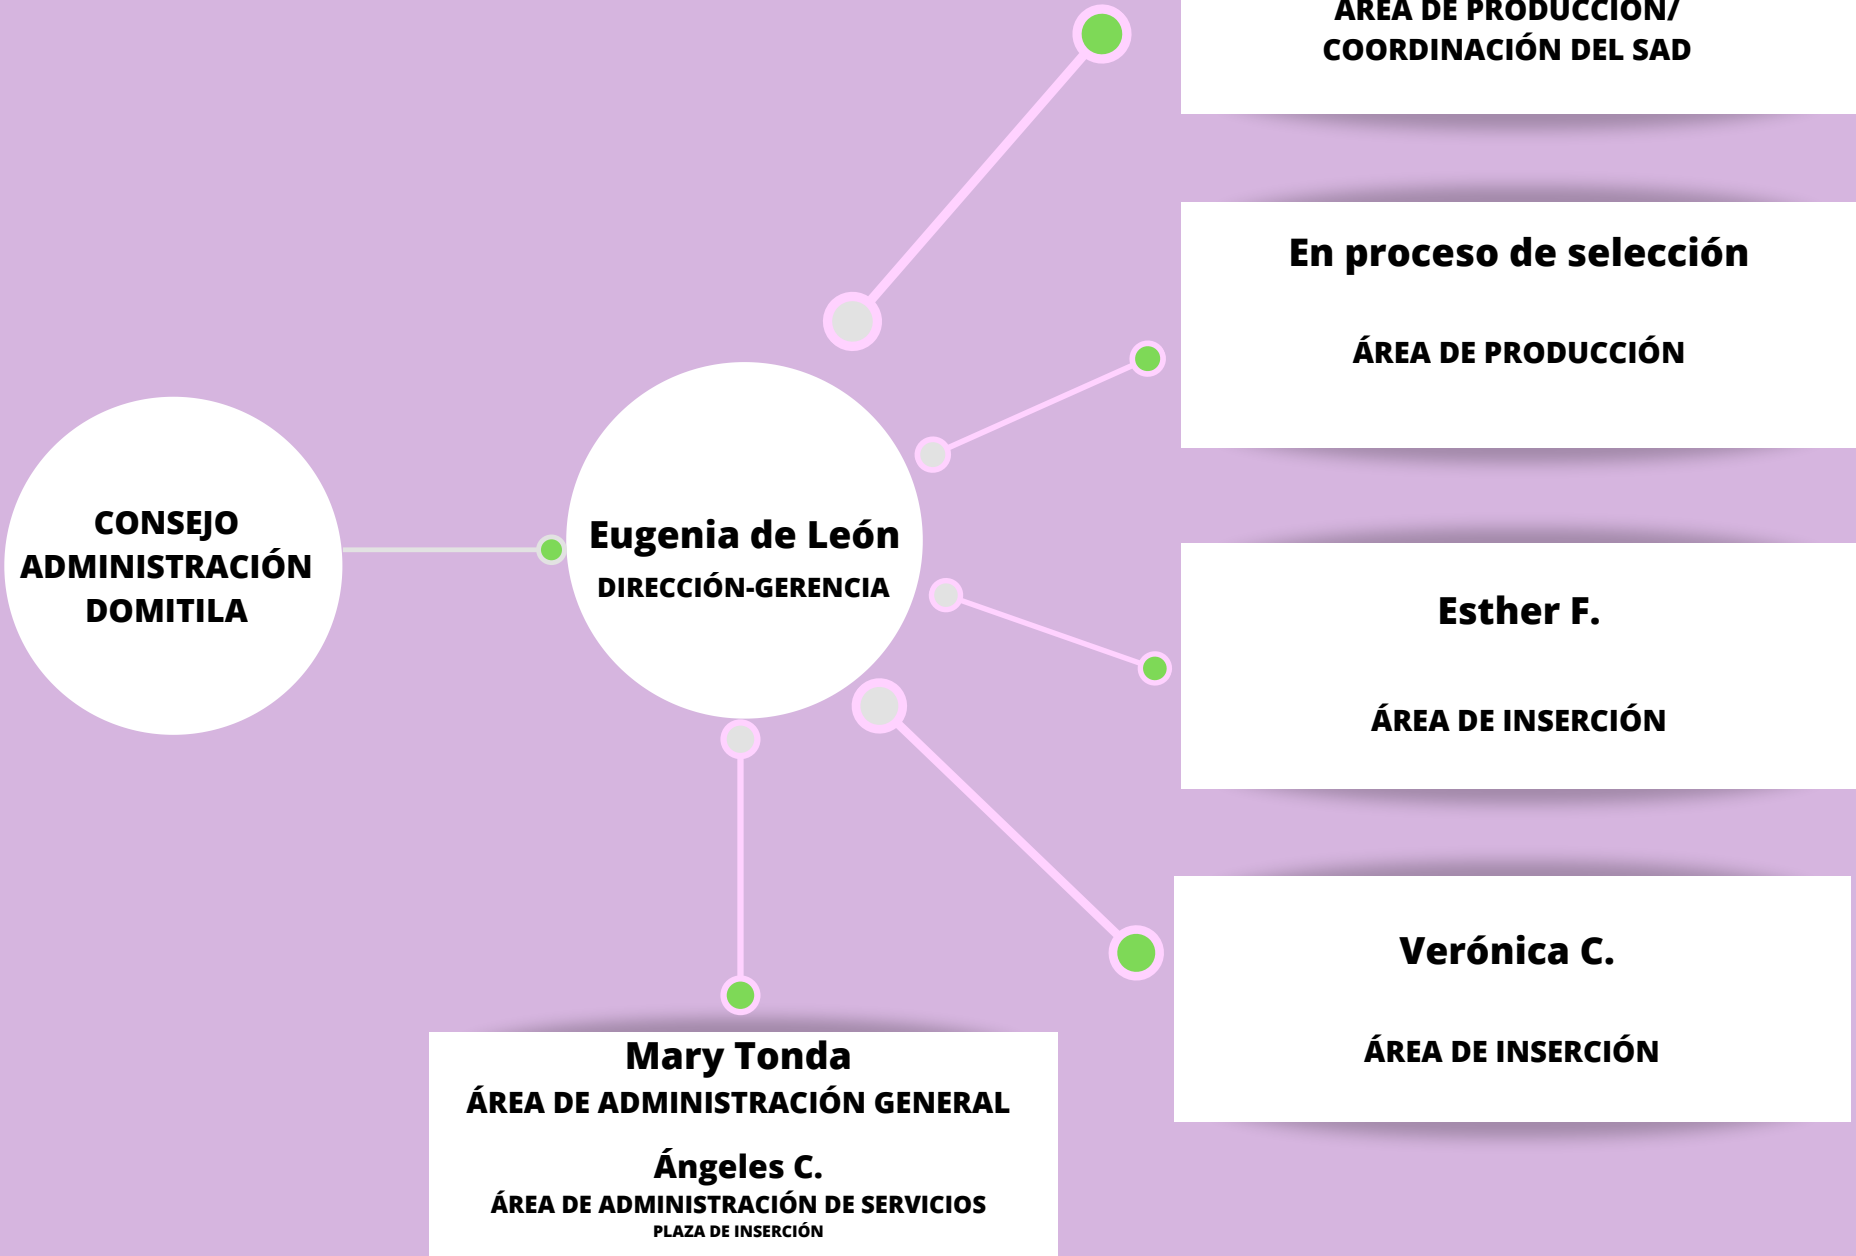 ÁREA DE PRODUCCIÓN/
COORDINACIÓN DEL SAD
En proceso de selección
ÁREA DE PRODUCCIÓN
CONSEJO
ADMINISTRACIÓN
DOMITILA
Eugenia de León
DIRECCIÓN-GERENCIA
Esther F.
ÁREA DE INSERCIÓN
Verónica C.
ÁREA DE INSERCIÓN
Mary Tonda
ÁREA DE ADMINISTRACIÓN GENERAL
Ángeles C.
ÁREA DE ADMINISTRACIÓN DE SERVICIOS
PLAZA DE INSERCIÓN